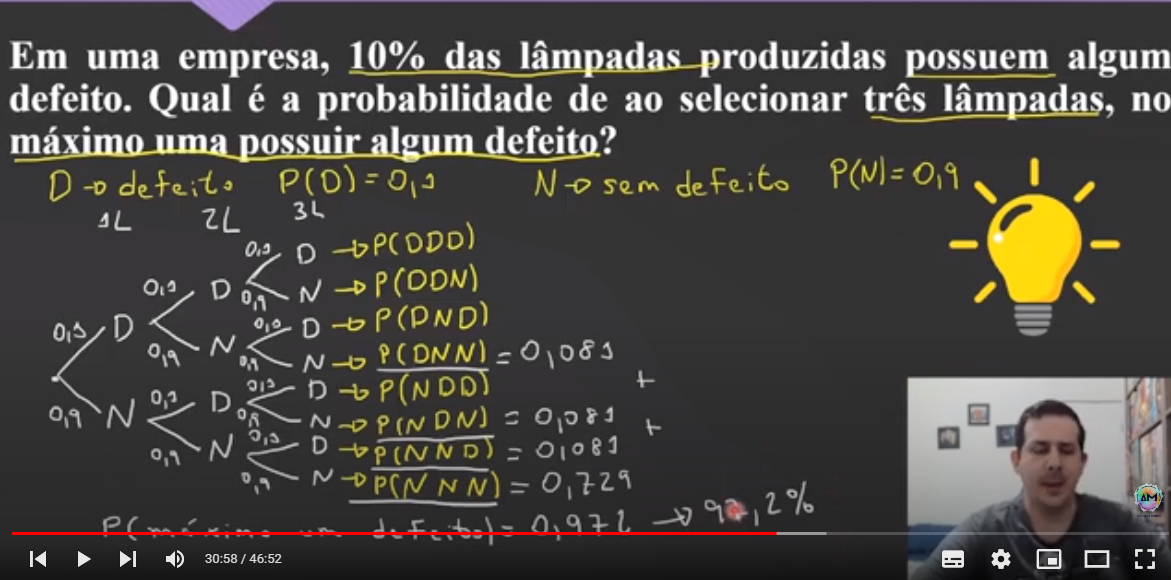 Em uma empresa, 10% das lâmpadas produzidas possuem algum
defeito. Qual é a probabilidade de ao selecionar três lâmpadas, no
máximo uma possuir algum defeito?
D → defeito P(D) = 0,1 N → sem defeito P(N) = 0,9
1L 2L 3L
0,1 D → P(DDD)
0,1 D 0,9 N → P(DDN)
0,1 D 0,1 D → P(DND)
0,9 N 0,9 N → P(DNN) = 0,081
+
0,1 D → P(NDD)
0,9 N 0,1 D 0,9 N → P(NDN) = 0,081
+
0,9 N 0,1 D → P(NND) = 0,081
0,9 N → P(NNN) = 0,729
P(máximo um defeito) = 0,972 → 97,2%
AM
30:58 / 46:52